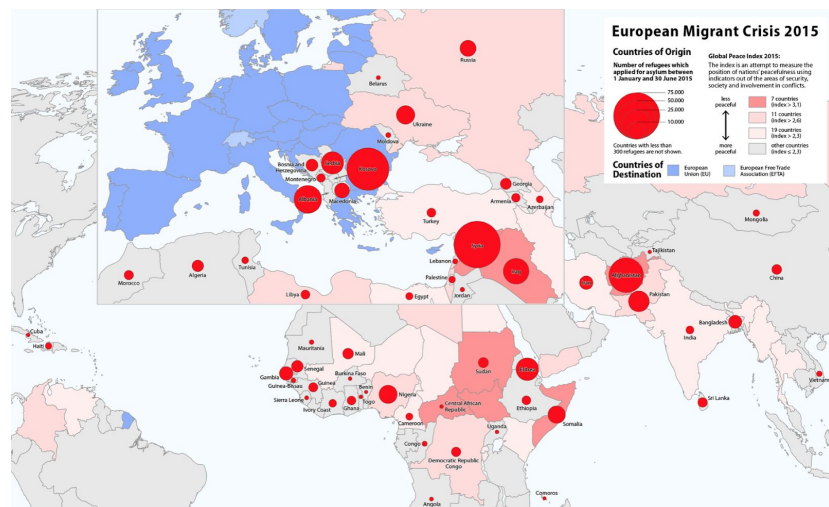 European Migrant Crisis 2015
Countries of Origin
Number of refugees which
applied for asylum between
1 January and 30 June 2015
75.000
50.000
25.000
10.000
Countries with less than
300 refugees are not shown.
Global Peace Index 2015:
The index is an attempt to measure the
position of nations' peacefulness using
indicators out of the areas of security,
society and involvement in conflicts.
less
peaceful
more
peaceful
7 countries
(index > 3,1)
11 countries
(index > 2,6)
19 countries
(index > 2,3)
other countries
(index ≤ 2,3)
Countries of
Destination
European
Union (EU)
European Free Trade
Association (EFTA)
Russia
Belarus
Ukraine
Moldova
Bosnia and
Herzegovina
Serbia
Kosovo
Montenegro
Albania
Macedonia
Georgia
Armenia
Azerbaijan
Turkey
Syria
Lebanon
Iraq
Palestine
Jordan
Morocco
Algeria
Tunisia
Libya
Egypt
Mongolia
Tajikistan
China
Iran
Afghanistan
Pakistan
India
Bangladesh
Sri Lanka
Vietnam
Cuba
Haiti
Mauritania
Mali
Senegal
Gambia
Guinea-Bissau
Guinea
Sierra Leone
Ivory Coast
Burkina Faso
Ghana
Benin
Togo
Nigeria
Cameroon
Central African
Republic
Sudan
Eritrea
Ethiopia
Somalia
Uganda
Congo
Democratic Republic
Congo
Angola
Comoros